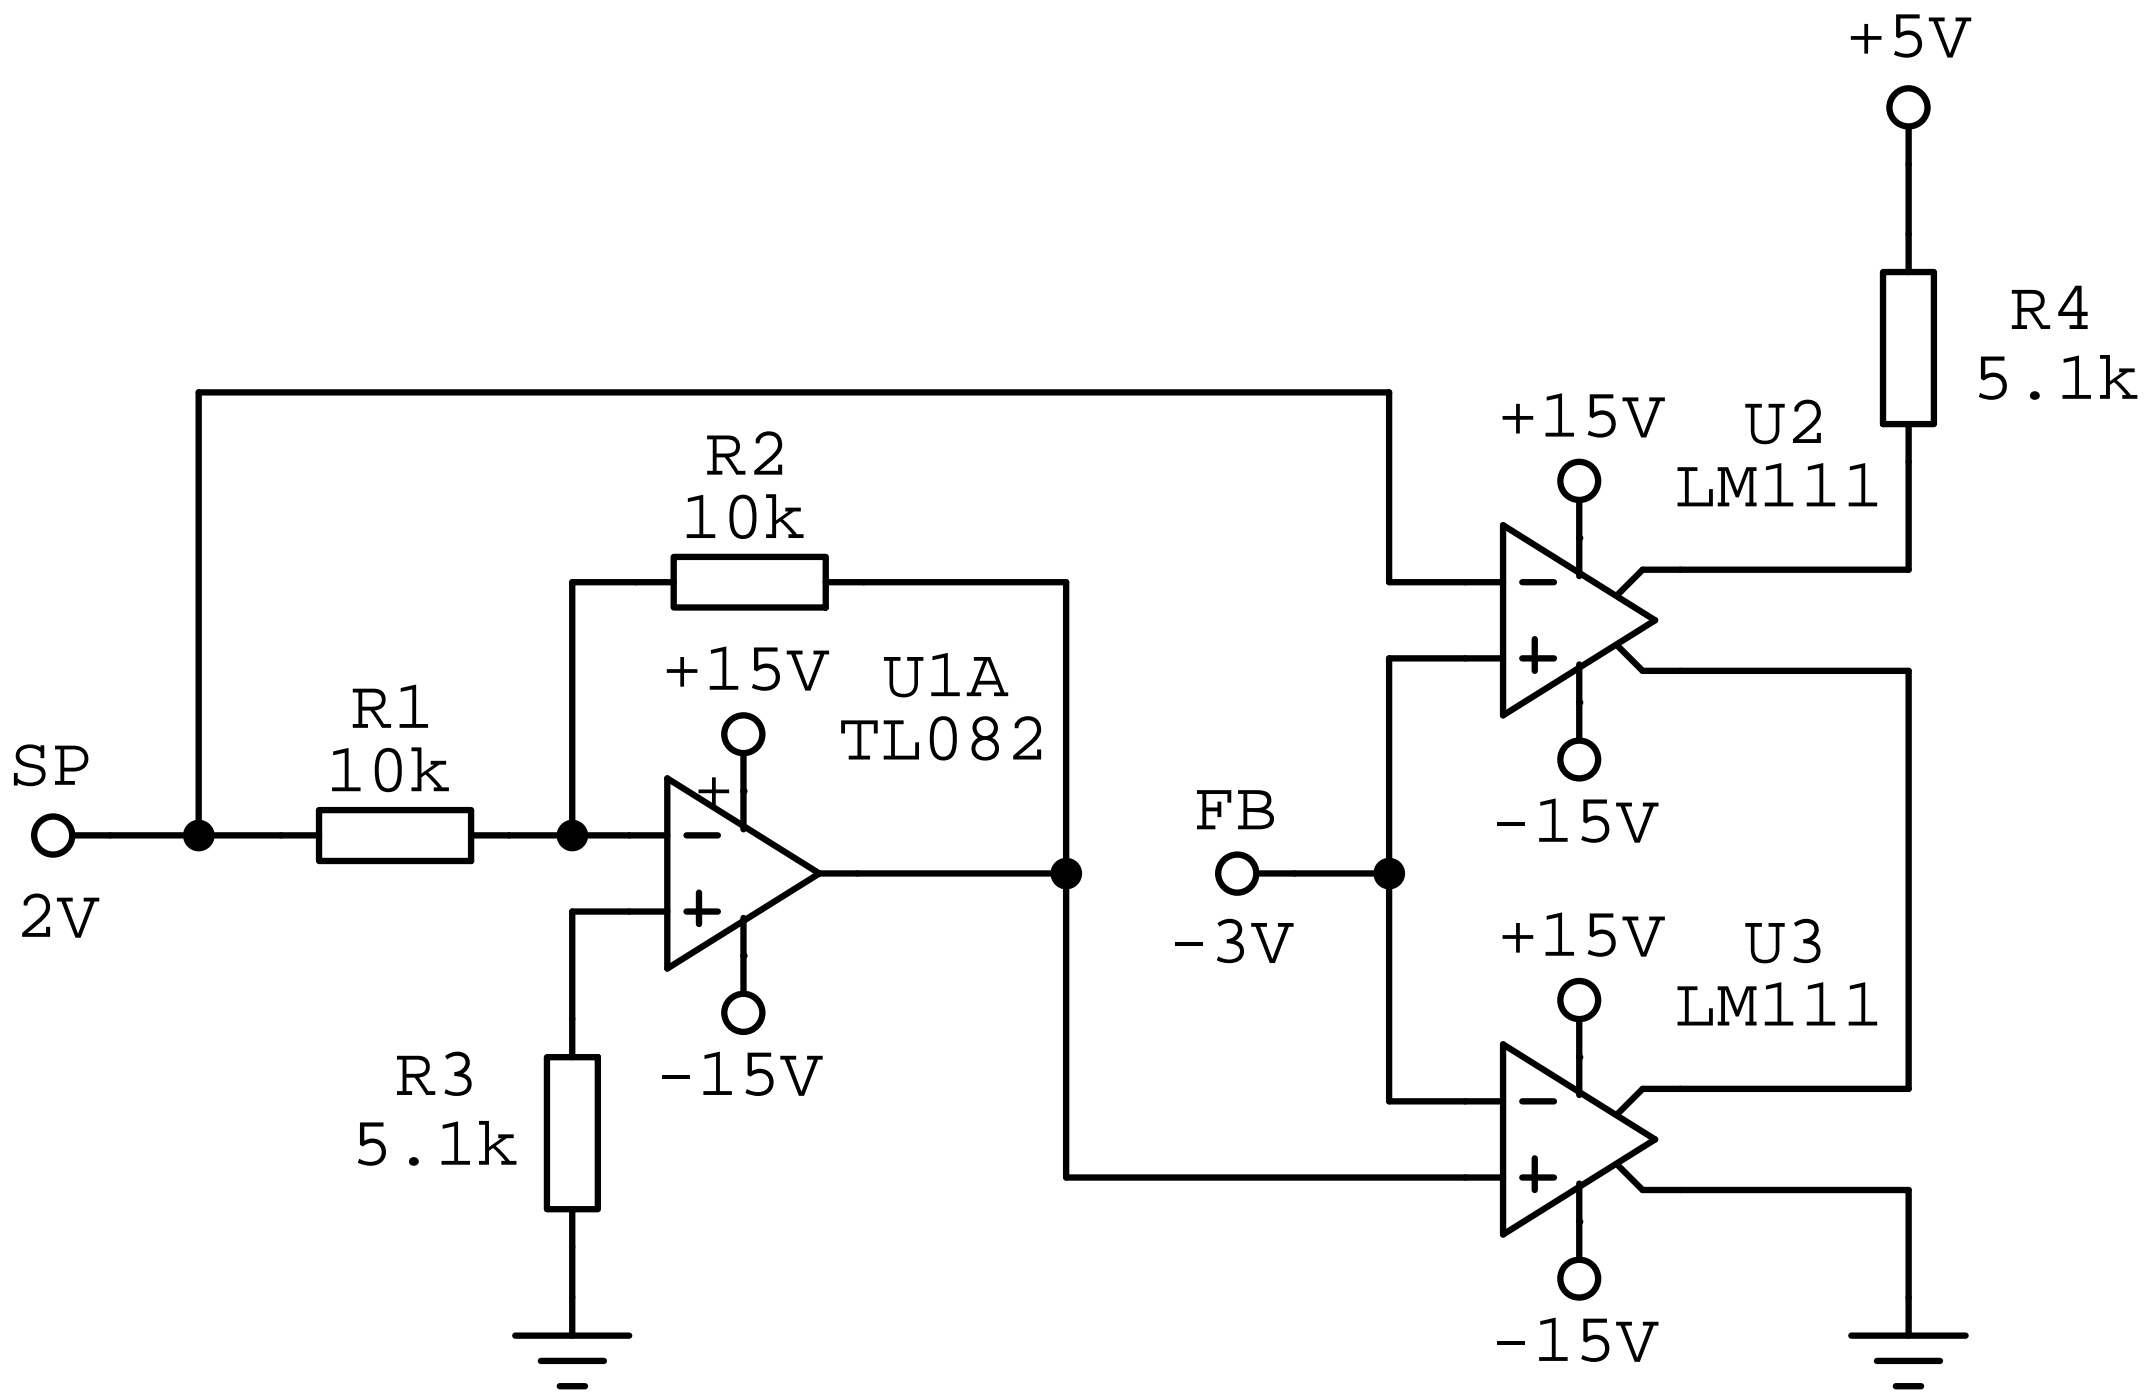 +5V
R4
5.1k
+15V
U2
LM111
R2
10k
+15V
U1A
TL082
R1
10k
SP
2V
+
-
+
-
+
-15V
FB
-3V
-15V
+15V
U3
LM111
R3
5.1k
-15V
-
+
-15V